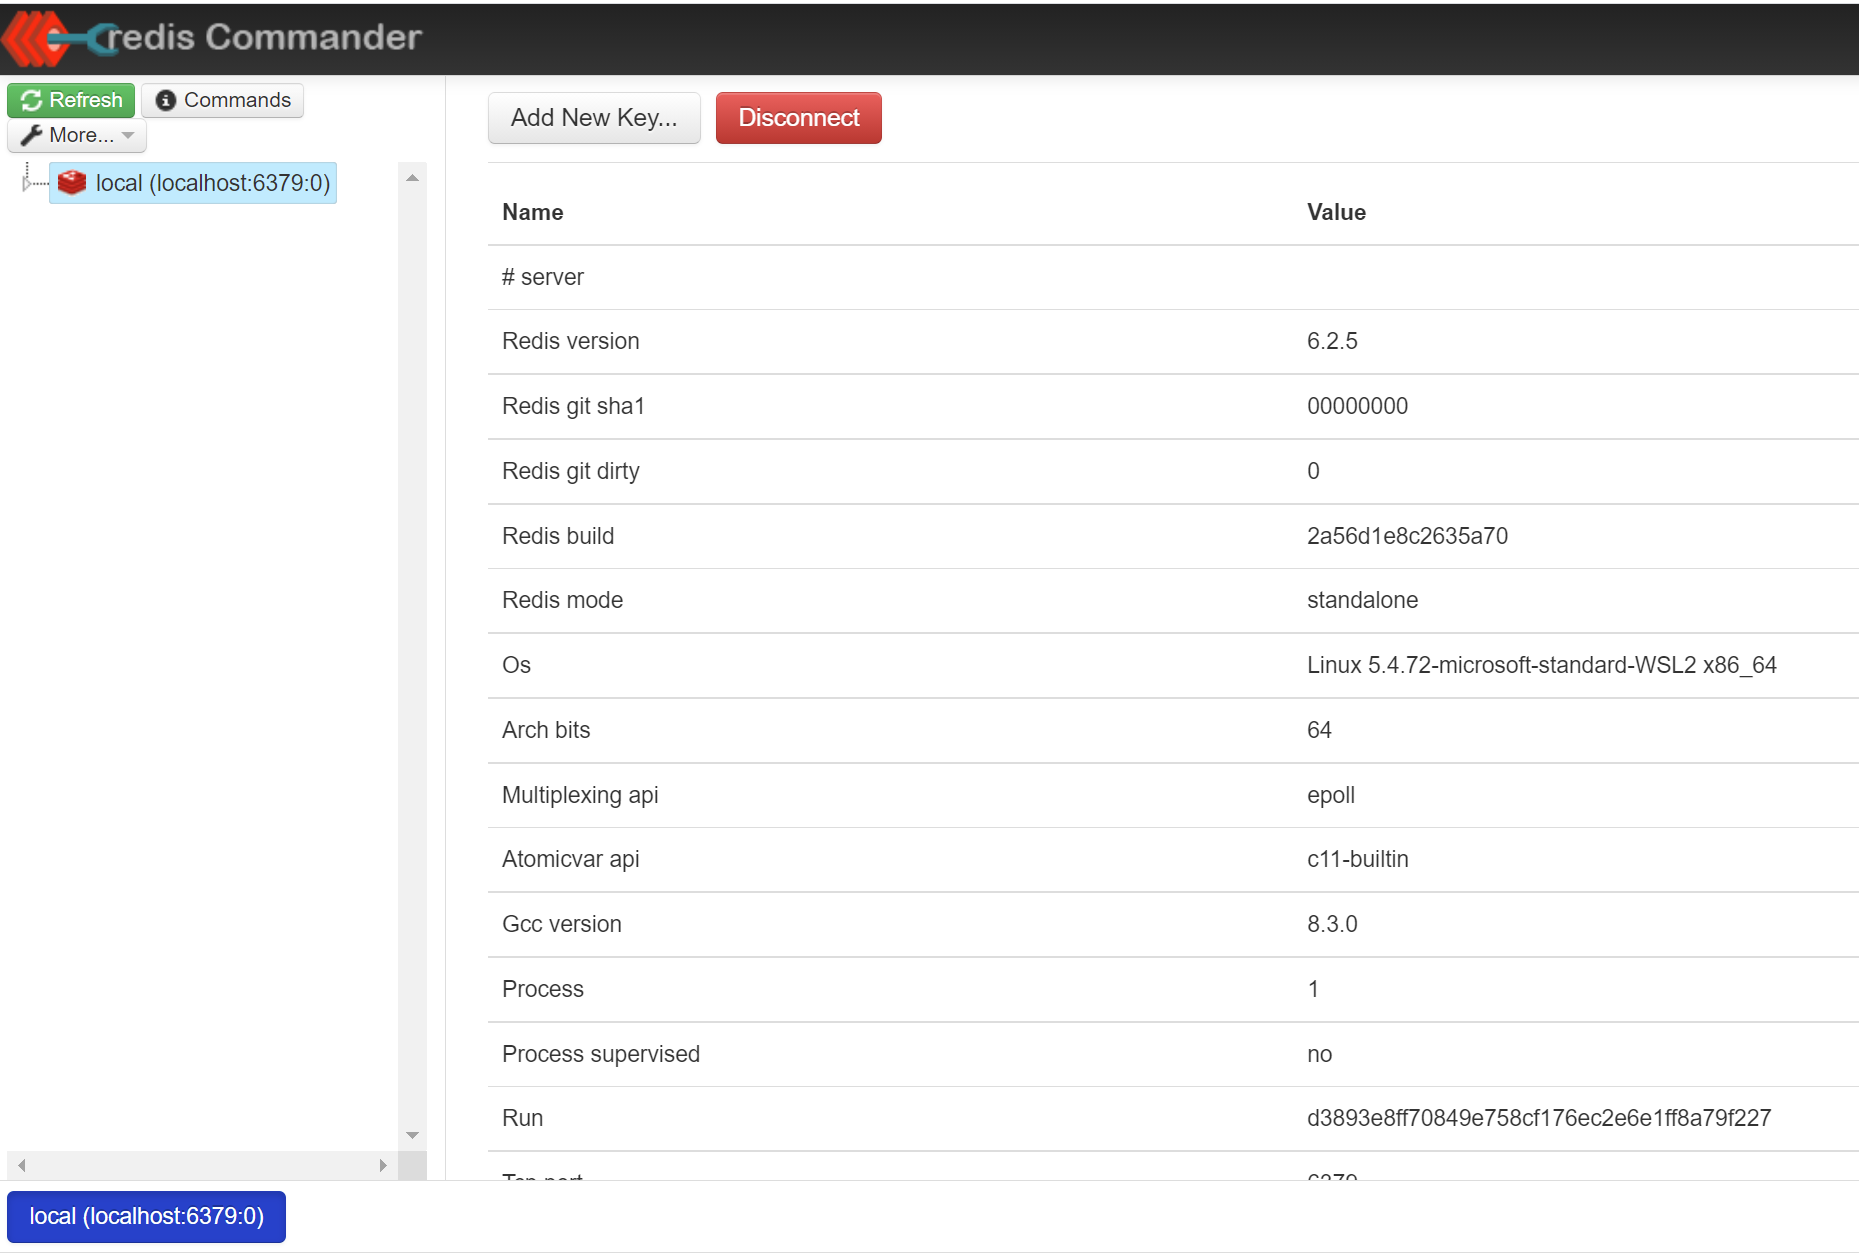 redis Commander
Refresh Commands
More...
local (localhost:6379:0)
Add New Key... Disconnect
Name Value
# server
Redis version 6.2.5
Redis git sha1 00000000
Redis git dirty 0
Redis build 2a56d1e8c2635a70
Redis mode standalone
Os Linux 5.4.72-microsoft-standard-WSL2 x86_64
Arch bits 64
Multiplexing api epoll
Atomicvar api c11-builtin
Gcc version 8.3.0
Process 1
Process supervised no
Run d3893e8ff70849e758cf176ec2e6e1ff8a79f227
Tcp port 6379
local (localhost:6379:0)